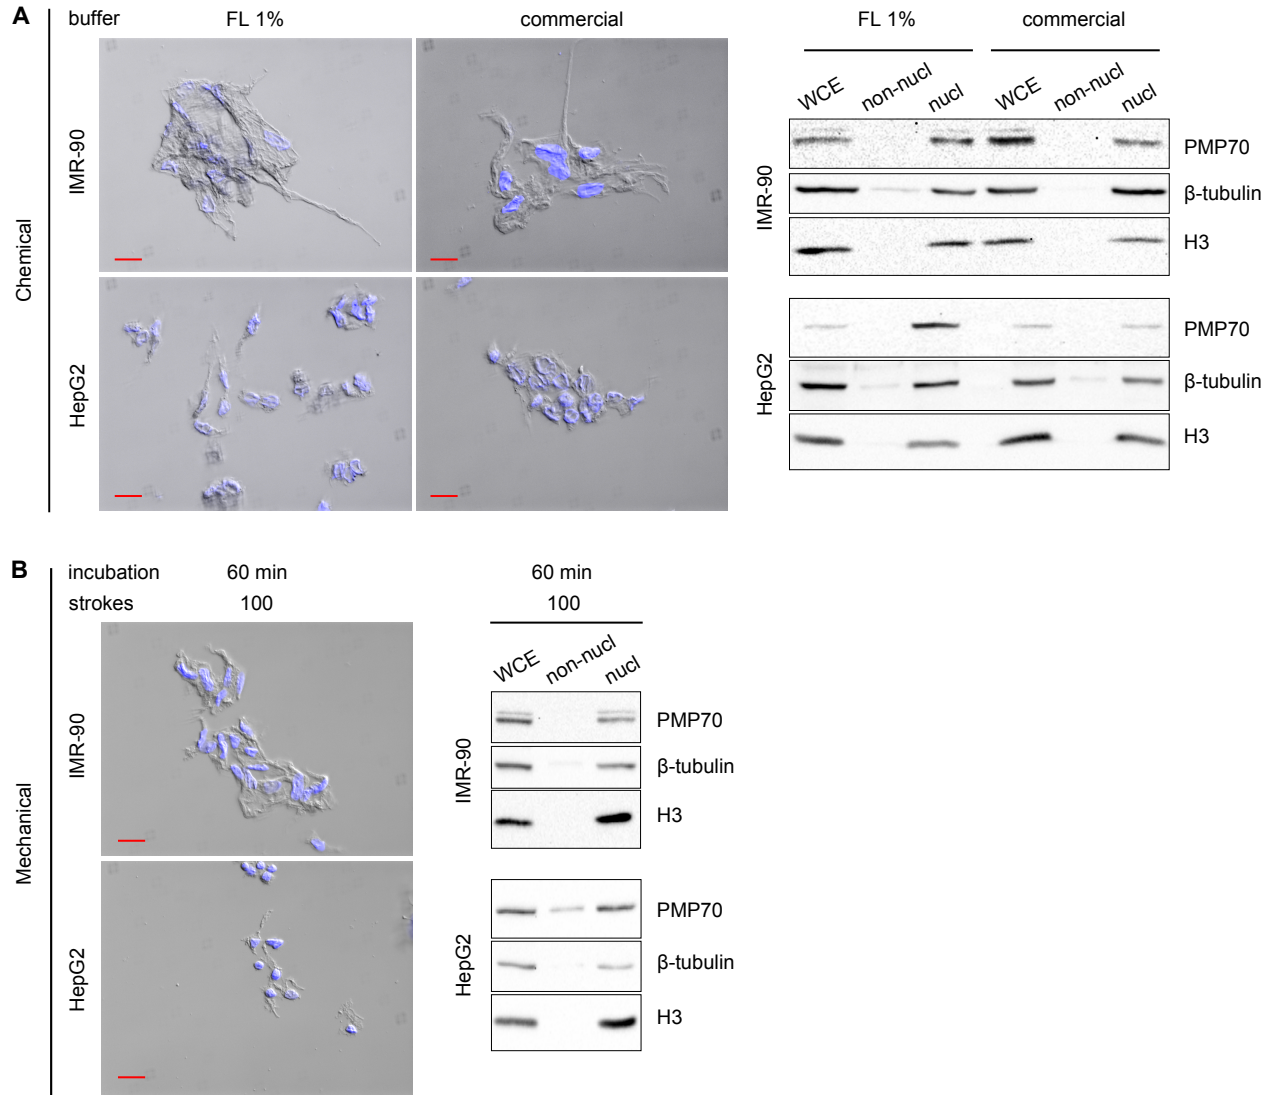 A
buffer FL 1% commercial
FL 1% commercial
WCE non-nucl nucl WCE non-nucl nucl
Chemical
IMR-90
IMR-90
PMP70
β-tubulin
H3
HepG2
HepG2
PMP70
β-tubulin
H3
B
incubation 60 min 60 min
strokes 100 100
WCE non-nucl nucl
Mechanical
IMR-90
IMR-90
PMP70
β-tubulin
H3
HepG2
HepG2
PMP70
β-tubulin
H3